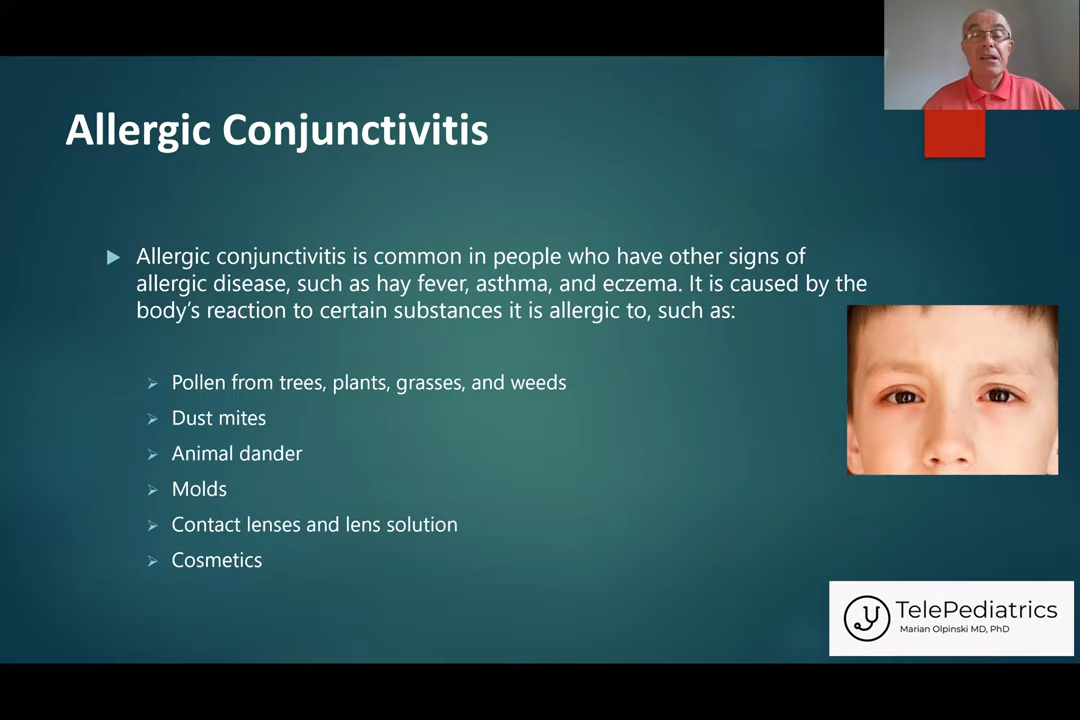 Allergic Conjunctivitis
Allergic conjunctivitis is common in people who have other signs of
allergic disease, such as hay fever, asthma, and eczema. It is caused by the
body’s reaction to certain substances it is allergic to, such as:
Pollen from trees, plants, grasses, and weeds
Dust mites
Animal dander
Molds
Contact lenses and lens solution
Cosmetics
TelePediatrics
Marian Olpinski MD, PhD